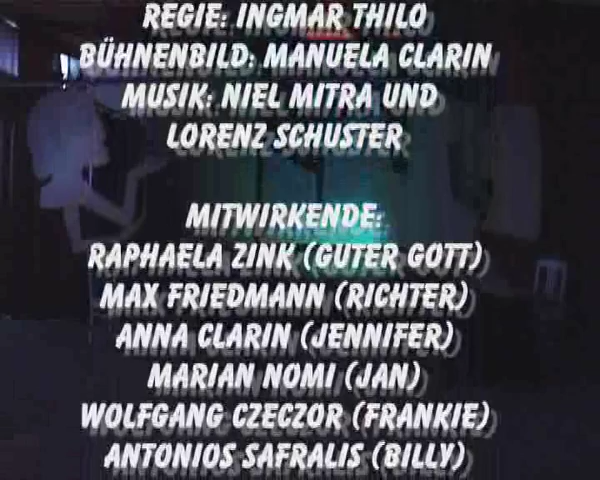 REGIE: INGMAR THILO
BÜHNENBILD: MANUELA CLARIN
MUSIK: NIEL MITRA UND
LORENZ SCHUSTER
MITWIRKENDE:
RAPHAELA ZINK (GUTER GOTT)
MAX FRIEDMANN (RICHTER)
ANNA CLARIN (JENNIFER)
MARIAN NOMI (JAN)
WOLFGANG CZECZOR (FRANKIE)
ANTONIOS SAFRALIS (BILLY)